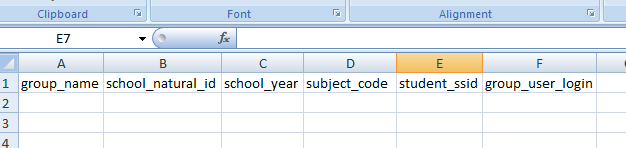 Clipboard Font Alignment
E7 fx
A B C D E F
1 group_name school_natural_id school_year subject_code student_ssid group_user_login
2
3
4